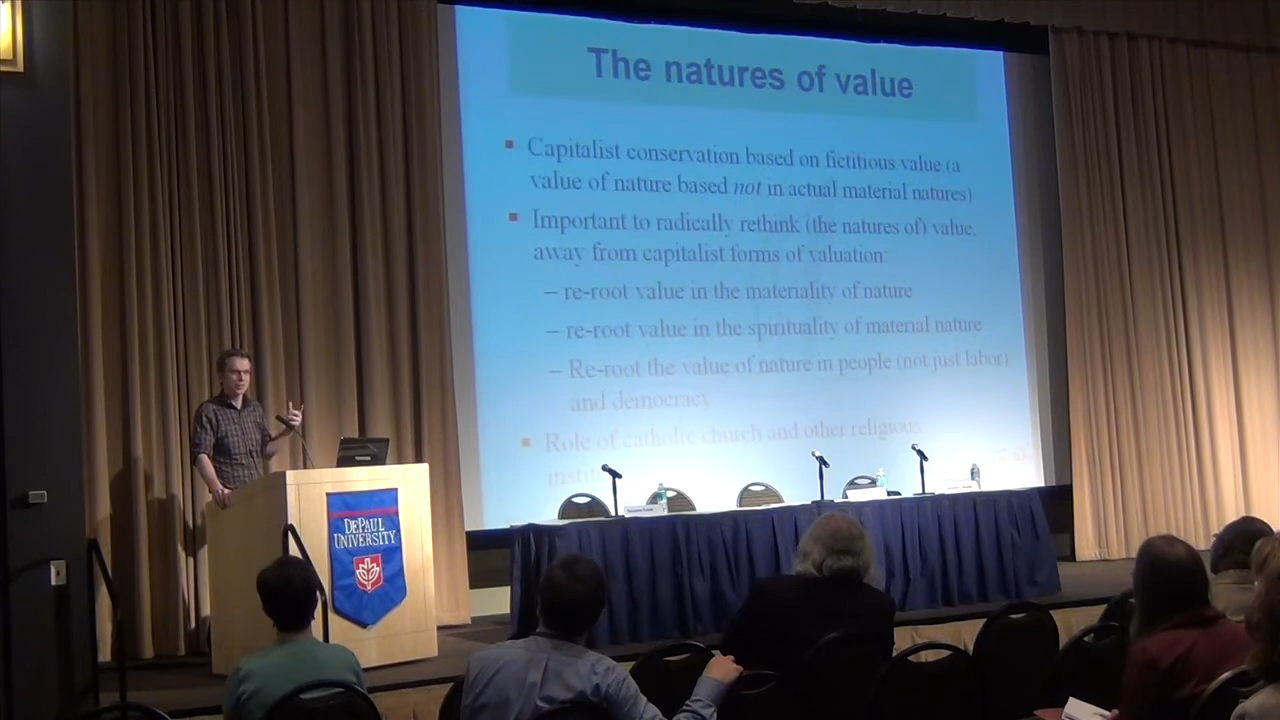 The natures of value
Capitalist conservation based on fictitious value (a
value of nature based not in actual material natures)
Important to radically rethink (the natures of) value,
away from capitalist forms of valuation:
– re-root value in the materiality of nature
– re-root value in the spirituality of material nature
– Re-root the value of nature in people (not just labor)
and democracy
Role of catholic church and other religious
DEPAUL
UNIVERSITY